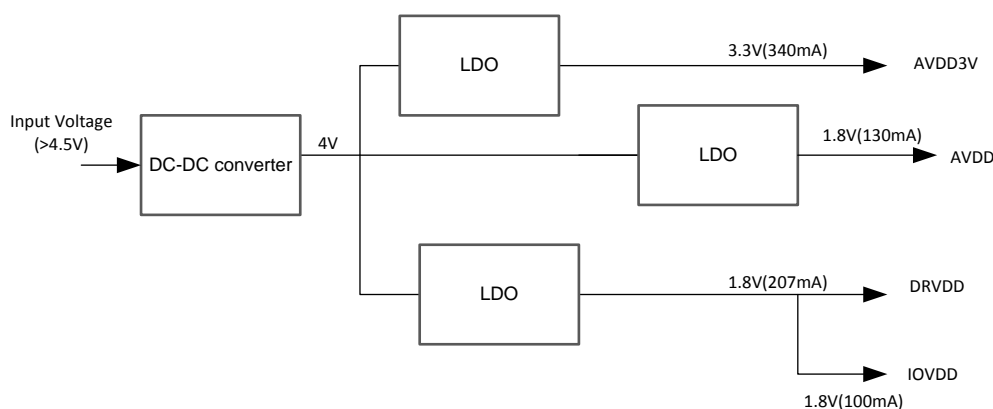 LDO
3.3V(340mA)
AVDD3V
Input Voltage
(>4.5V)
DC-DC converter
4V
LDO
1.8V(130mA)
AVDD
LDO
1.8V(207mA)
DRVDD
IOVDD
1.8V(100mA)